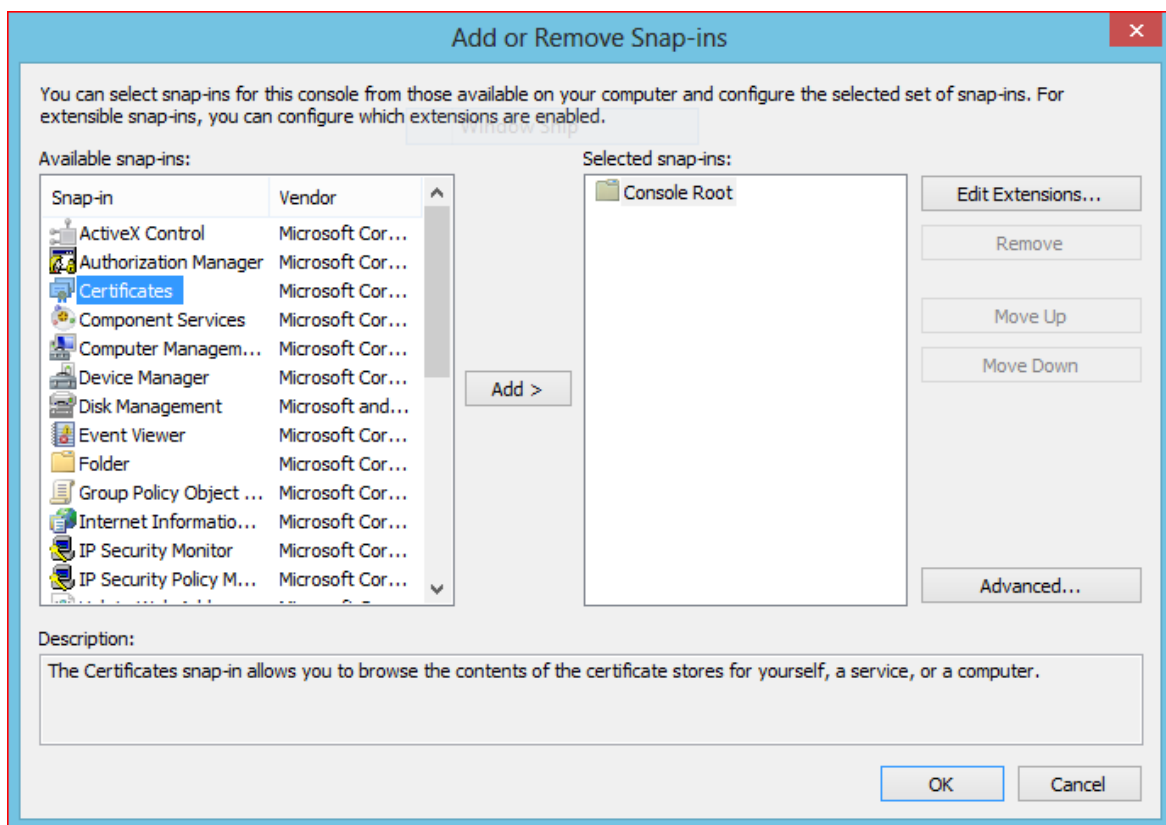 Add or Remove Snap-ins
You can select snap-ins for this console from those available on your computer and configure the selected set of snap-ins. For
extensible snap-ins, you can configure which extensions are enabled.
Window Snip
Available snap-ins:
Snap-in Vendor
ActiveX Control Microsoft Cor...
Authorization Manager Microsoft Cor...
Certificates Microsoft Cor...
Component Services Microsoft Cor...
Computer Managem... Microsoft Cor...
Device Manager Microsoft Cor...
Disk Management Microsoft and...
Event Viewer Microsoft Cor...
Folder Microsoft Cor...
Group Policy Object ... Microsoft Cor...
Internet Informatio... Microsoft Cor...
IP Security Monitor Microsoft Cor...
IP Security Policy M... Microsoft Cor...
Add >
Selected snap-ins:
Console Root
Edit Extensions...
Remove
Move Up
Move Down
Advanced...
Description:
The Certificates snap-in allows you to browse the contents of the certificate stores for yourself, a service, or a computer.
OK
Cancel